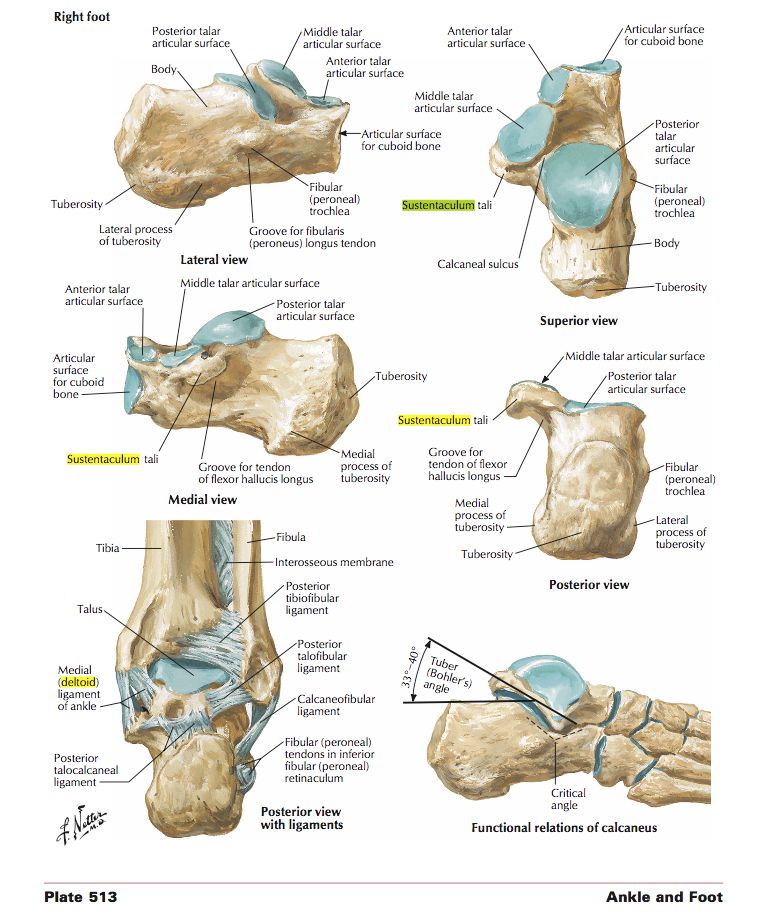 Right foot
Posterior talar
articular surface
Middle talar
articular surface
Anterior talar
articular surface
Body
Articular surface
for cuboid bone
Fibular
(peroneal)
trochlea
Tuberosity
Lateral process
of tuberosity
Groove for fibularis
(peroneus) longus tendon
Lateral view
Anterior talar
articular surface
Articular surface
for cuboid bone
Middle talar
articular surface
Posterior
talar
articular
surface
Sustentaculum tali
Fibular
(peroneal)
trochlea
Body
Calcaneal sulcus
Tuberosity
Superior view
Anterior talar
articular surface
Middle talar articular surface
Posterior talar
articular surface
Articular
surface
for cuboid
bone
Tuberosity
Sustentaculum tali
Groove for tendon
of flexor hallucis longus
Medial
process of
tuberosity
Medial view
Middle talar articular surface
Posterior talar
articular surface
Sustentaculum tali
Groove for
tendon of flexor
hallucis longus
Fibular
(peroneal)
trochlea
Medial
process of
tuberosity
Lateral
process of
tuberosity
Tuberosity
Posterior view
Tibia
Fibula
Interosseous membrane
Posterior
tibiofibular
ligament
Talus
Posterior
talofibular
ligament
Medial
(deltoid)
ligament
of ankle
Calcaneofibular
ligament
Posterior
talocalcaneal
ligament
Fibular (peroneal)
tendons in inferior
fibular (peroneal)
retinaculum
Posterior view
with ligaments
F. Netter
M.D.
33°–40°
Tuber
(Bohler's)
angle
Critical
angle
Functional relations of calcaneus
Plate 513
Ankle and Foot